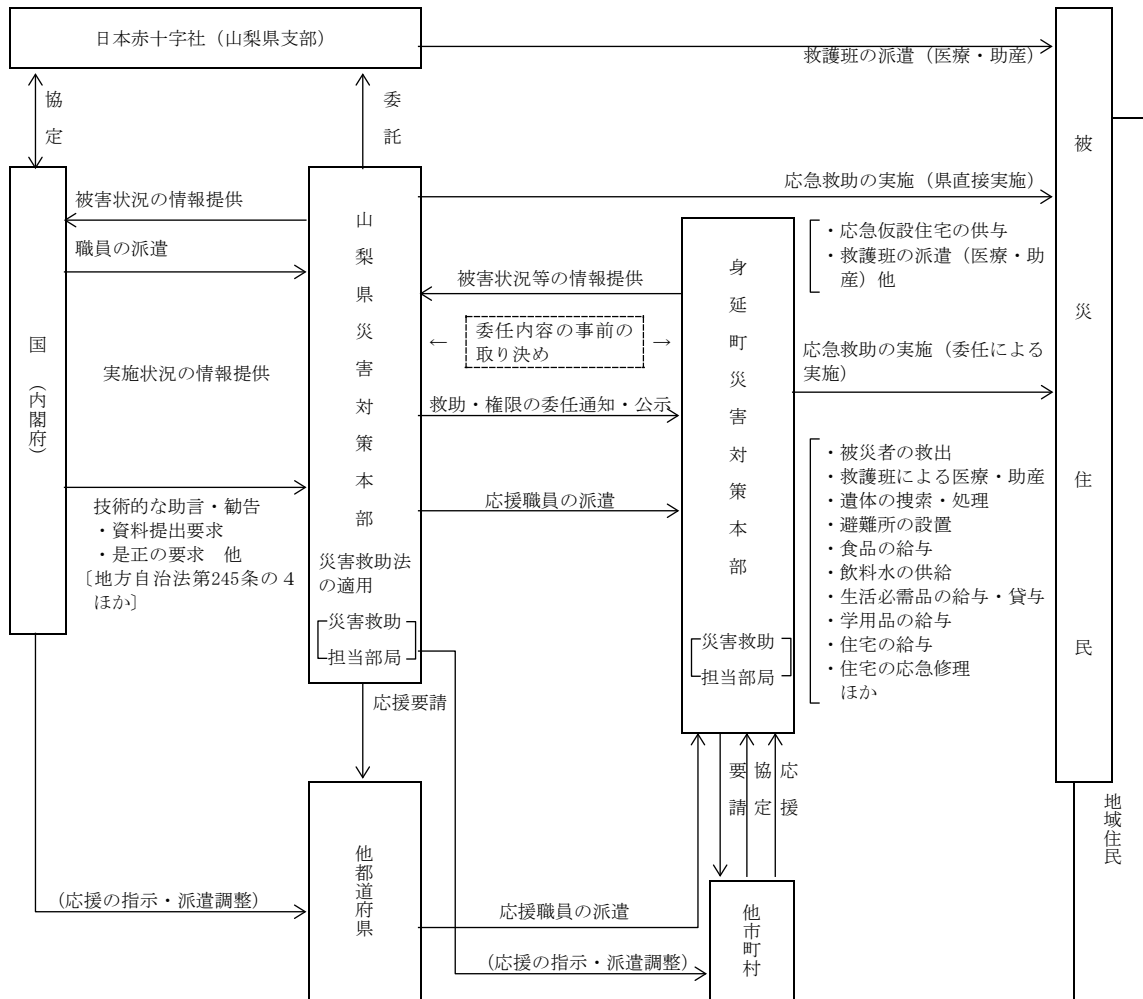 日本赤十字社（山梨県支部）
救護班の派遣（医療・助産）
協定
委託
被災住民
国（内閣府）
被害状況の情報提供
職員の派遣
実施状況の情報提供
技術的な助言・勧告
・資料提出要求
・是正の要求　他
〔地方自治法第245条の４
ほか〕
山梨県災害対策本部
災害救助法
の適用
災害救助
担当部局
応急救助の実施（県直接実施）
・応急仮設住宅の供与
・救護班の派遣（医療・助
産）他
被害状況等の情報提供
← 委任内容の事前の →
取り決め
救助・権限の委任通知・公示
応援職員の派遣
身延町災害対策本部
災害救助
担当部局
応急救助の実施（委任による
実施）
・被災者の救出
・救護班による医療・助産
・遺体の捜索・処理
・避難所の設置
・食品の給与
・飲料水の供給
・生活必需品の給与・貸与
・学用品の給与
・住宅の給与
・住宅の応急修理
ほか
応援要請
要請
協定
応援
地域住民
他都道府県
(応援の指示・派遣調整)
応援職員の派遣
(応援の指示・派遣調整)
他市町村